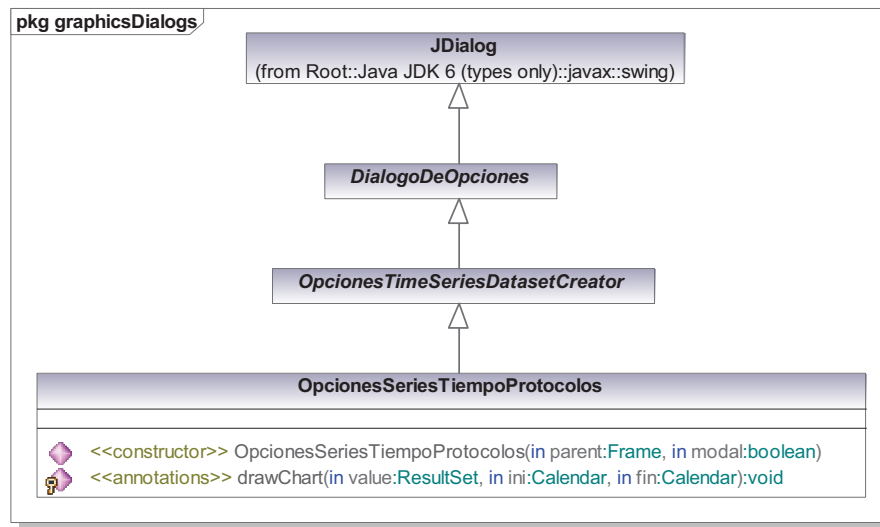 pkg graphicsDialogs
JDialog
(from Root::Java JDK 6 (types only)::javax::swing)
DialogoDeOpciones
OpcionesTimeSeriesDatasetCreator
OpcionesSeriesTiempoProtocolos
<<constructor>> OpcionesSeriesTiempoProtocolos(in parent:Frame, in modal:boolean)
<<annotations>> drawChart(in value:ResultSet, in ini:Calendar, in fin:Calendar):void